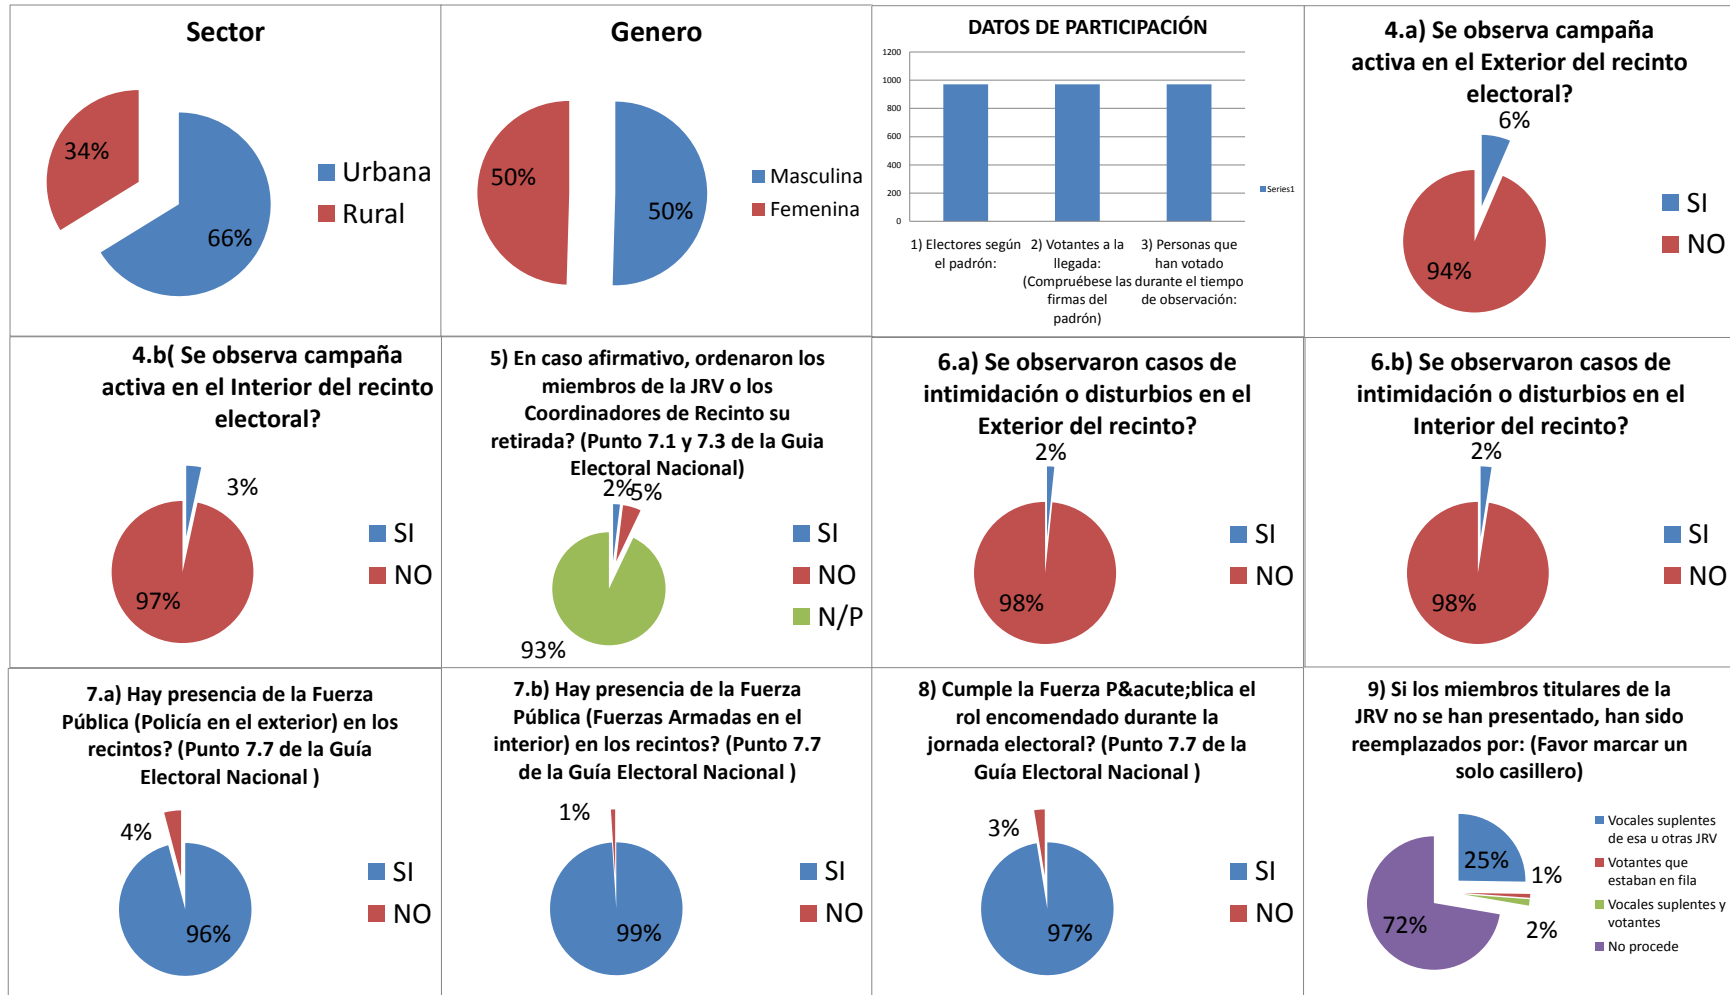 Sector
34%
66%
Urbana
Rural
Genero
50%
50%
Masculina
Femenina
DATOS DE PARTICIPACIÓN
1200
1000
800
600
400
200
0
1) Electores según
el padrón:
2) Votantes a la
llegada:
(Compruébese las
firmas del
padrón)
3) Personas que
han votado
durante el tiempo
de observación:
Series1
4.a) Se observa campaña
activa en el Exterior del recinto
electoral?
6%
94%
SI
NO
4.b( Se observa campaña
activa en el Interior del recinto
electoral?
3%
97%
SI
NO
5) En caso afirmativo, ordenaron los
miembros de la JRV o los
Coordinadores de Recinto su
retirada? (Punto 7.1 y 7.3 de la Guia
Electoral Nacional)
2%
5%
93%
SI
NO
N/P
6.a) Se observaron casos de
intimidación o disturbios en el
Exterior del recinto?
2%
98%
SI
NO
6.b) Se observaron casos de
intimidación o disturbios en el
Interior del recinto?
2%
98%
SI
NO
7.a) Hay presencia de la Fuerza
Pública (Policía en el exterior) en los
recintos? (Punto 7.7 de la Guía
Electoral Nacional )
4%
96%
SI
NO
7.b) Hay presencia de la Fuerza
Pública (Fuerzas Armadas en el
interior) en los recintos? (Punto 7.7
de la Guía Electoral Nacional )
1%
99%
SI
NO
8) Cumple la Fuerza P&acute;blica el
rol encomendado durante la
jornada electoral? (Punto 7.7 de la
Guía Electoral Nacional )
3%
97%
SI
NO
9) Si los miembros titulares de la
JRV no se han presentado, han sido
reemplazados por: (Favor marcar un
solo casillero)
25%
1%
2%
72%
Vocales suplentes
de esa u otras JRV
Votantes que
estaban en fila
Vocales suplentes y
votantes
No procede